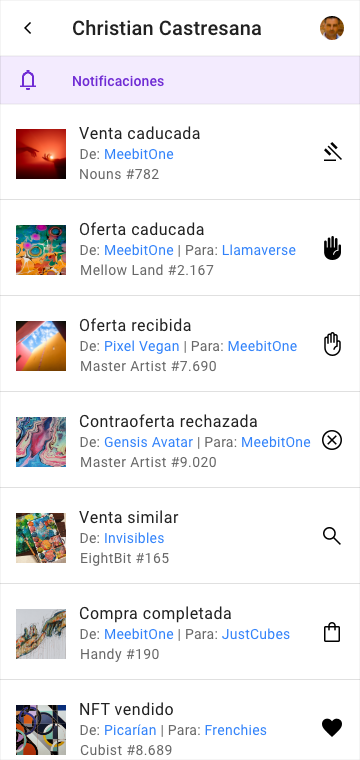 Christian Castresana
Notificaciones
Venta caducada
De: MeebitOne
Nouns #782
Oferta caducada
De: MeebitOne | Para: Llamaverse
Mellow Land #2.167
Oferta recibida
De: Pixel Vegan | Para: MeebitOne
Master Artist #7.690
Contraoferta rechazada
De: Gensis Avatar | Para: MeebitOne
Master Artist #9.020
Venta similar
De: Invisibles
EightBit #165
Compra completada
De: MeebitOne | Para: JustCubes
Handy #190
NFT vendido
De: Picarían | Para: Frenchies
Cubist #8.689